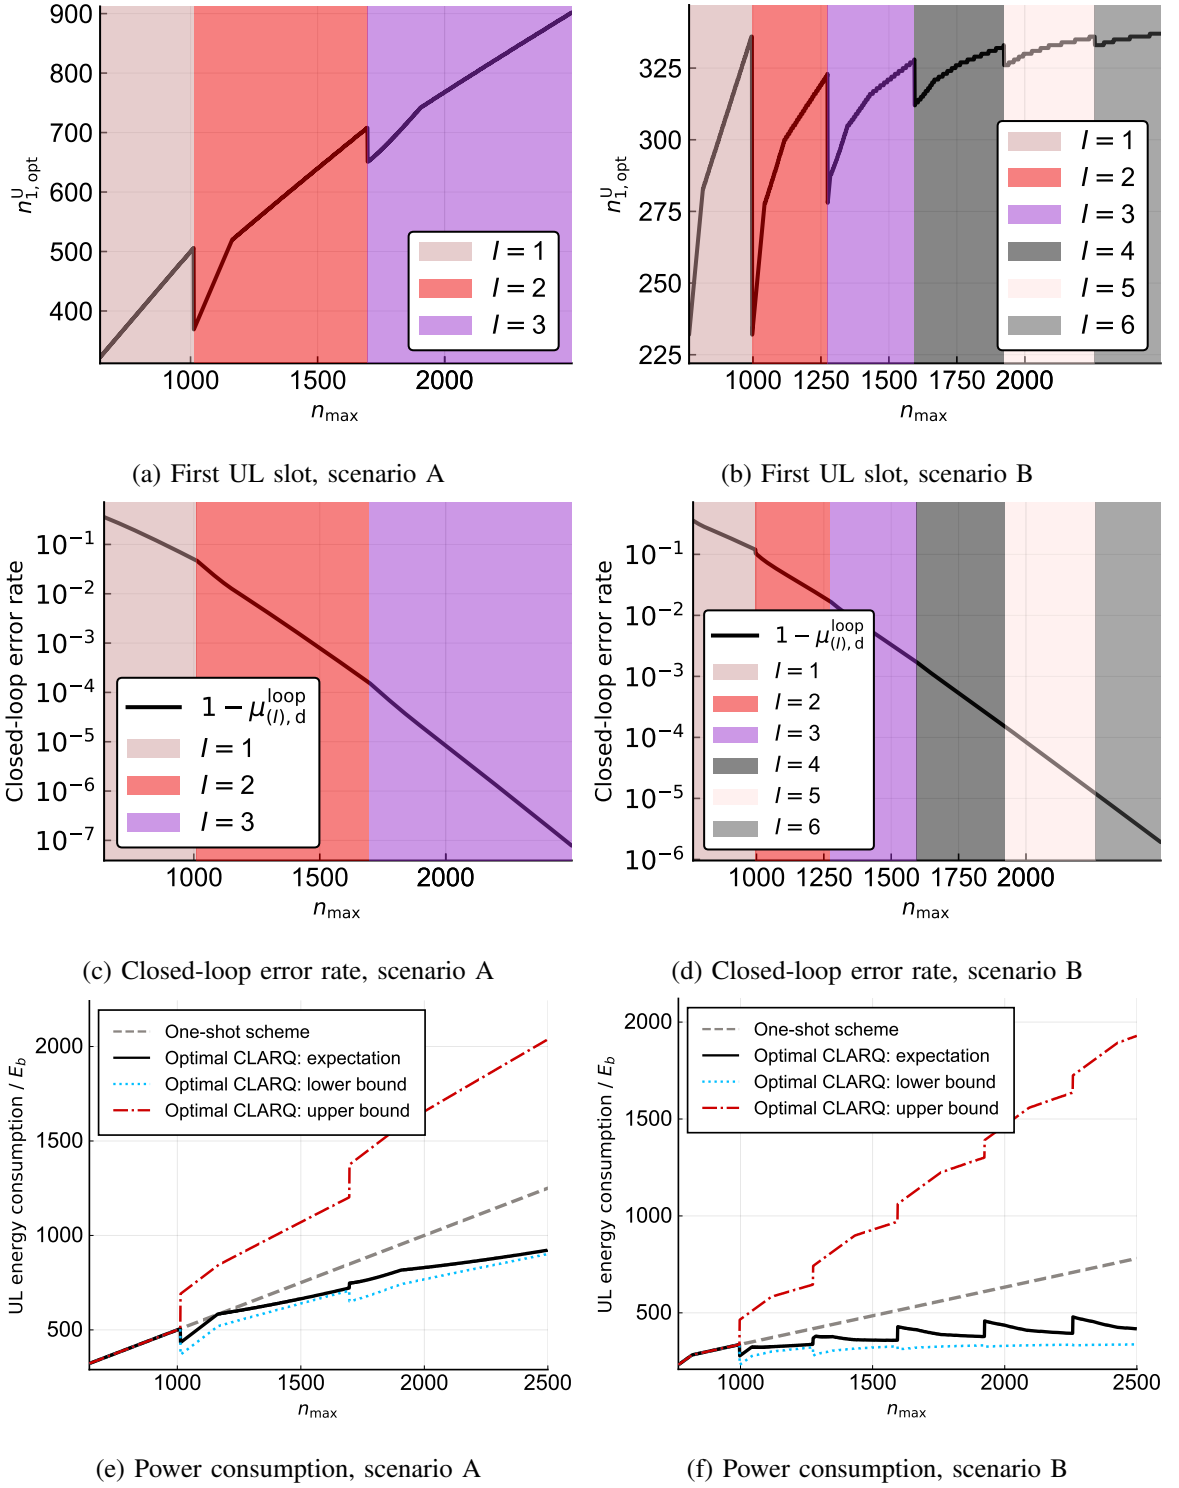 900
800
700
600
500
400
n^U_{1,opt}
1000
1500
2000
n_max
l = 1
l = 2
l = 3
(a) First UL slot, scenario A
325
300
275
250
225
n^U_{1,opt}
1000
1250
1500
1750
2000
n_max
l = 1
l = 2
l = 3
l = 4
l = 5
l = 6
(b) First UL slot, scenario B
10^−1
10^−2
10^−3
10^−4
10^−5
10^−6
10^−7
Closed-loop error rate
1 − μ^loop_{(l), d}
l = 1
l = 2
l = 3
1000
1500
2000
n_max
(c) Closed-loop error rate, scenario A
10^−1
10^−2
10^−3
10^−4
10^−5
10^−6
Closed-loop error rate
1 − μ^loop_{(l), d}
l = 1
l = 2
l = 3
l = 4
l = 5
l = 6
1000
1250
1500
1750
2000
n_max
(d) Closed-loop error rate, scenario B
One-shot scheme
Optimal CLARQ: expectation
Optimal CLARQ: lower bound
Optimal CLARQ: upper bound
2000
1500
1000
500
UL energy consumption / E_b
1000
1500
2000
2500
n_max
(e) Power consumption, scenario A
One-shot scheme
Optimal CLARQ: expectation
Optimal CLARQ: lower bound
Optimal CLARQ: upper bound
2000
1500
1000
500
UL energy consumption / E_b
1000
1500
2000
2500
n_max
(f) Power consumption, scenario B